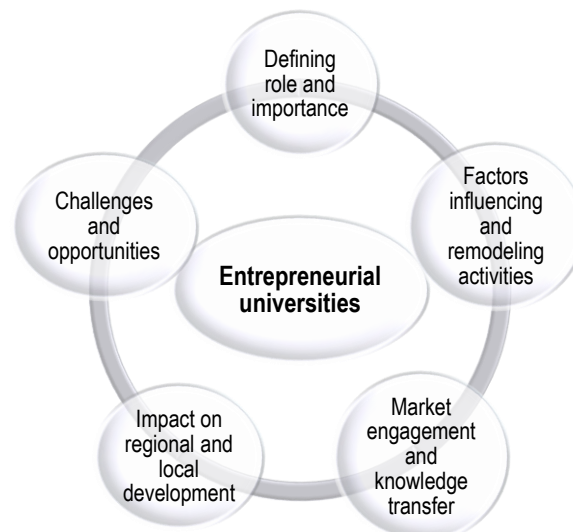 Defining
role and
importance
Factors
influencing
and
remodeling
activities
Market
engagement
and
knowledge
transfer
Impact on
regional and
local
development
Challenges
and
opportunities
Entrepreneurial
universities